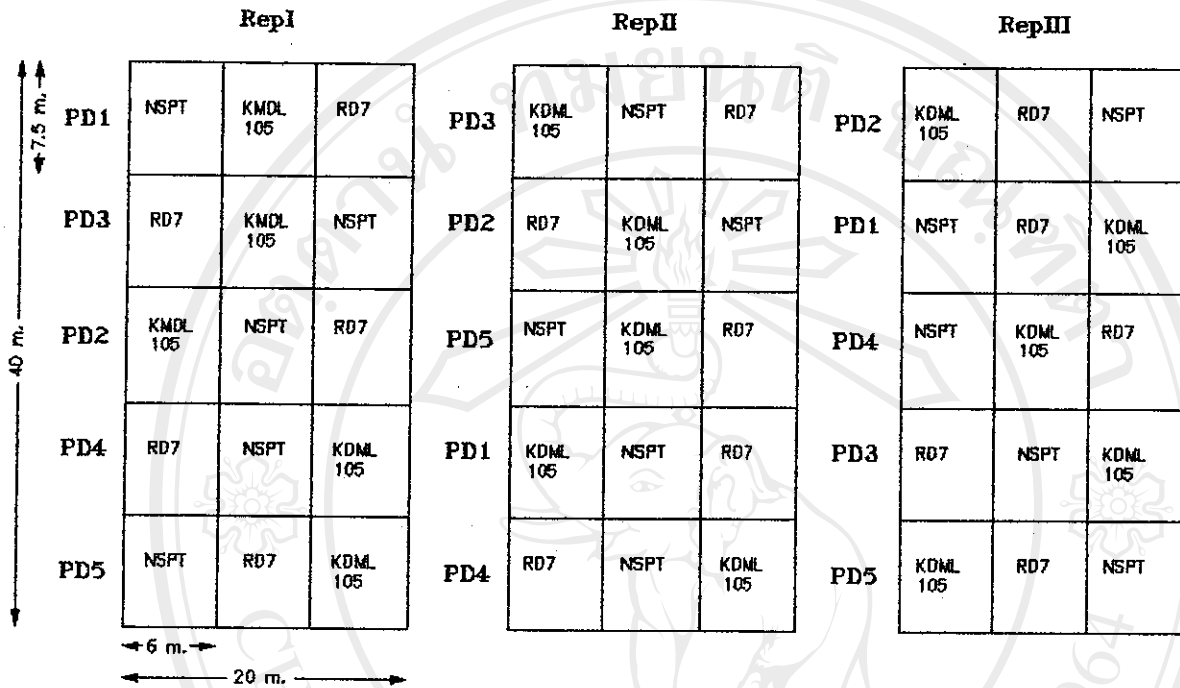 RepI
RepII
RepIII
7.5 m.
40 m.
PD1 NSPT KMDL 105 RD7
PD3 RD7 KMDL 105 NSPT
PD2 KMDL 105 NSPT RD7
PD4 RD7 NSPT KDML 105
PD5 NSPT RD7 KDML 105
6 m.
20 m.
PD3 KDML 105 NSPT RD7
PD2 RD7 KDML 105 NSPT
PD5 NSPT KDML 105 RD7
PD1 KDML 105 NSPT RD7
PD4 RD7 NSPT KDML 105
PD2 KDML 105 RD7 NSPT
PD1 NSPT RD7 KDML 105
PD4 NSPT KDML 105 RD7
PD3 RD7 NSPT KDML 105
PD5 KDML 105 RD7 NSPT